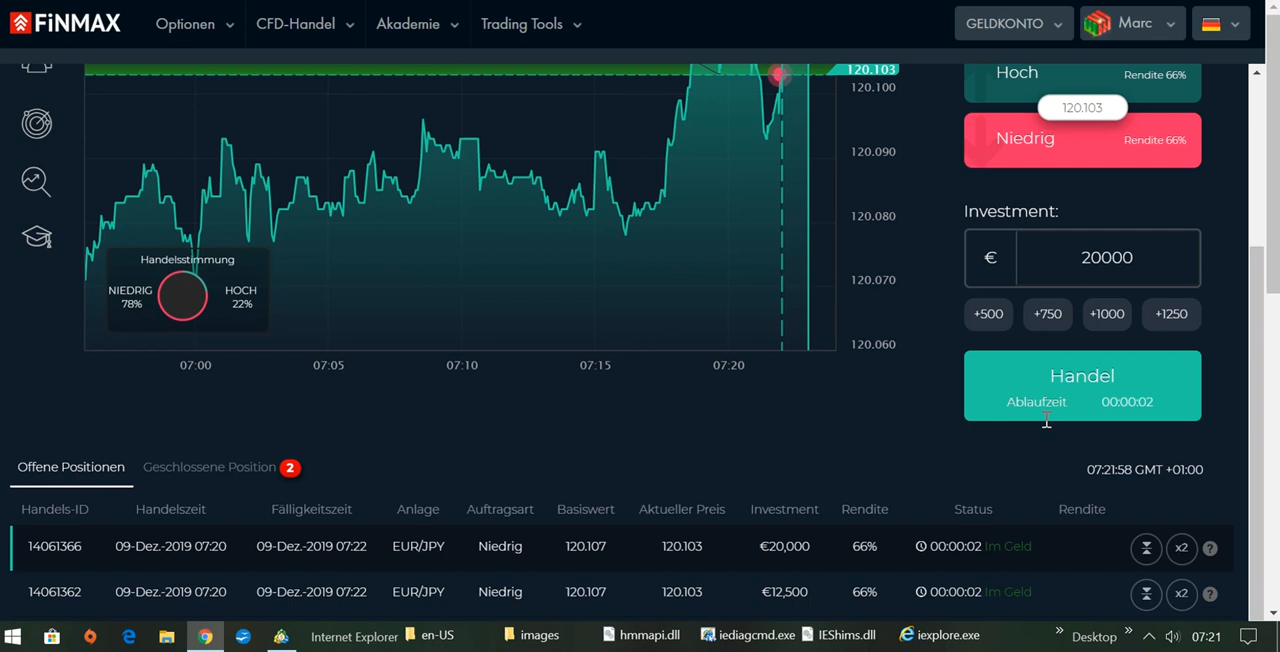 FiNMAX Optionen CFD-Handel Akademie Trading Tools GELDKONTO Marc
120.103
120.100
120.090
120.080
120.070
120.060
Handelsstimmung
NIEDRIG HOCH
78% 22%
07:00 07:05 07:10 07:15 07:20
Hoch Rendite 66%
120.103
Niedrig Rendite 66%
Investment:
€ 20000
+500 +750 +1000 +1250
Handel
Ablaufzeit 00:00:02
Offene Positionen Geschlossene Position 2 07:21:58 GMT +01:00
Handels-ID Handelszeit Fälligkeitszeit Anlage Auftragsart Basiswert Aktueller Preis Investment Rendite Status Rendite
14061366 09-Dez.-2019 07:20 09-Dez.-2019 07:22 EUR/JPY Niedrig 120.107 120.103 €20,000 66% 00:00:02 Im Geld x2 ?
14061362 09-Dez.-2019 07:20 09-Dez.-2019 07:22 EUR/JPY Niedrig 120.107 120.103 €12,500 66% 00:00:02 Im Geld x2 ?
Internet Explorer en-US images hmmapi.dll iediagcmd.exe IEShims.dll iexplore.exe » Desktop » 07:21